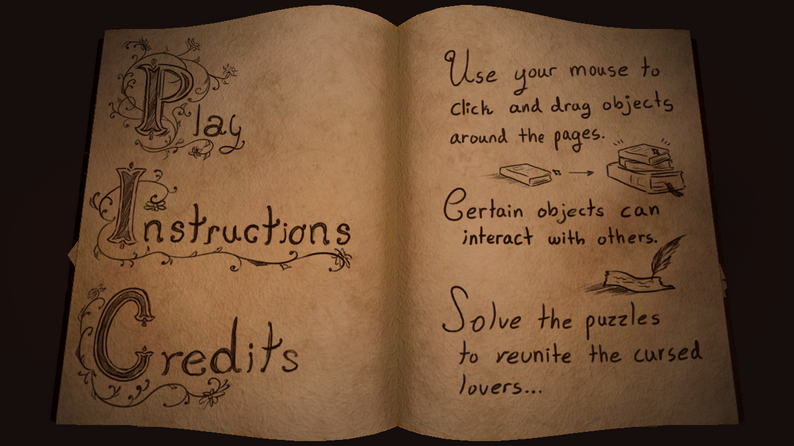 Play
Instructions
Credits
Use your mouse to
click and drag objects
around the pages.
Certain objects can
interact with others.
Solve the puzzles
to reunite the cursed
lovers...